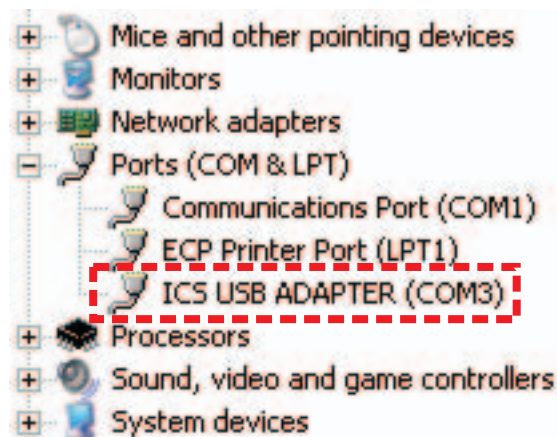 Mice and other pointing devices
Monitors
Network adapters
Ports (COM & LPT)
Communications Port (COM1)
ECP Printer Port (LPT1)
ICS USB ADAPTER (COM3)
Processors
Sound, video and game controllers
System devices